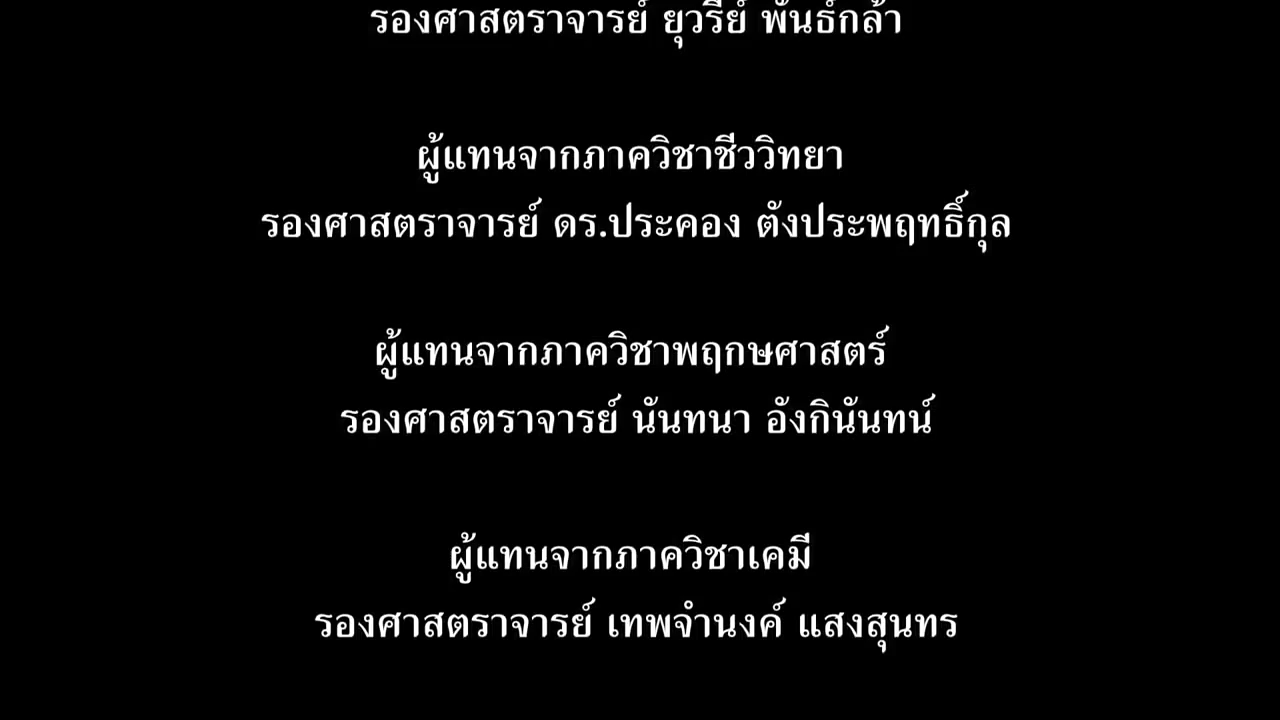 รองศาสตราจารย์ ยุวรีย์ พันธ์กล้า
ผู้แทนจากภาควิชาชีววิทยา
รองศาสตราจารย์ ดร.ประคอง ตังประพฤทธิ์กุล
ผู้แทนจากภาควิชาพฤกษศาสตร์
รองศาสตราจารย์ นันทนา อังกินันทน์
ผู้แทนจากภาควิชาเคมี
รองศาสตราจารย์ เทพจำนงค์ แสงสุนทร